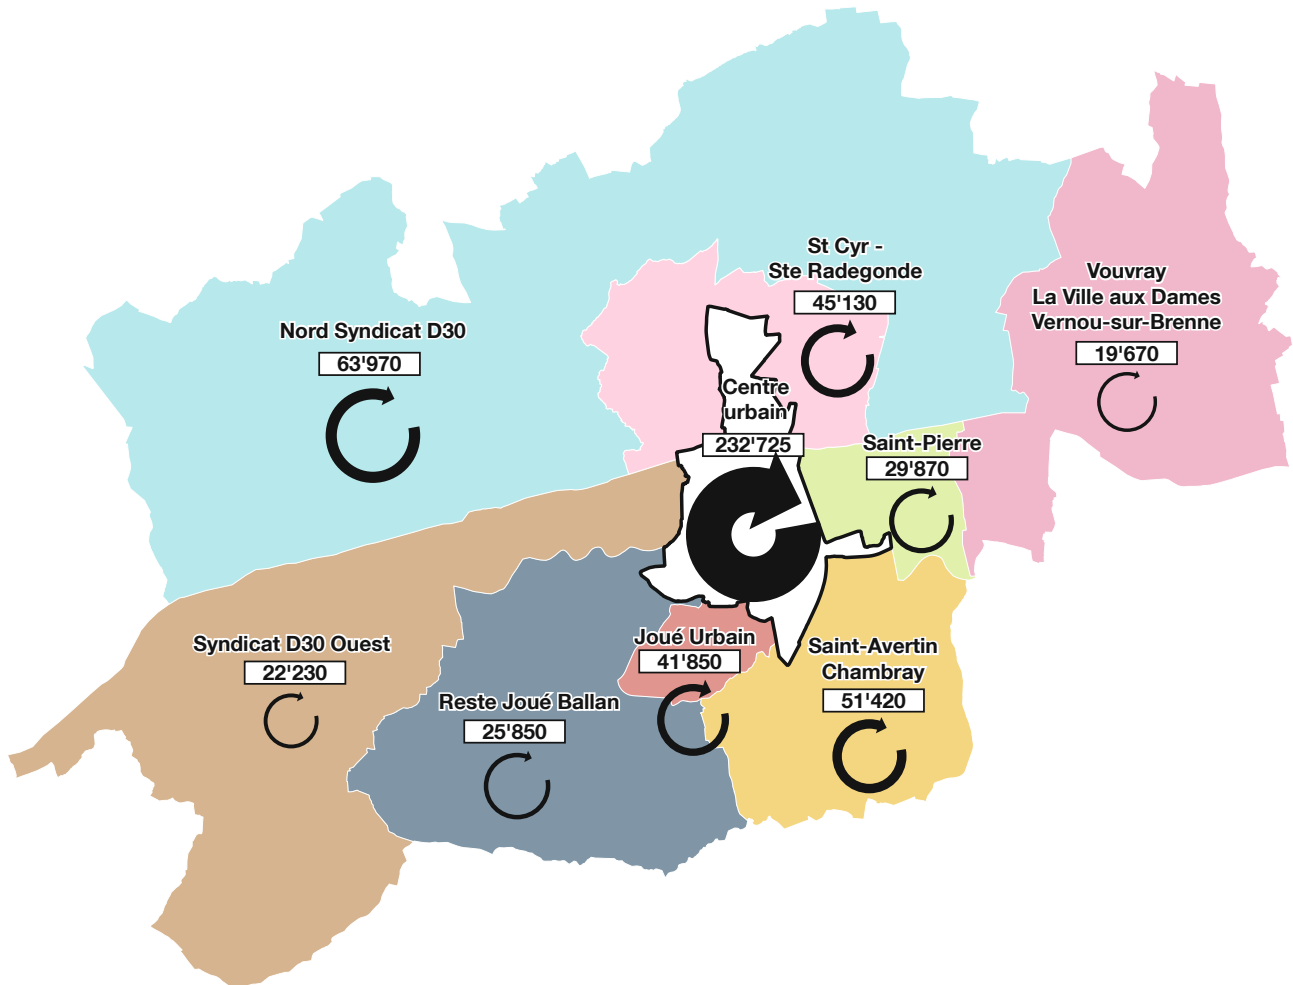 St Cyr -
Ste Radegonde
45'130
Vouvray
La Ville aux Dames
Vernou-sur-Brenne
19'670
Nord Syndicat D30
63'970
Centre
urbain
232'725
Saint-Pierre
29'870
Syndicat D30 Ouest
22'230
Joué Urbain
41'850
Saint-Avertin
Chambray
51'420
Reste Joué Ballan
25'850